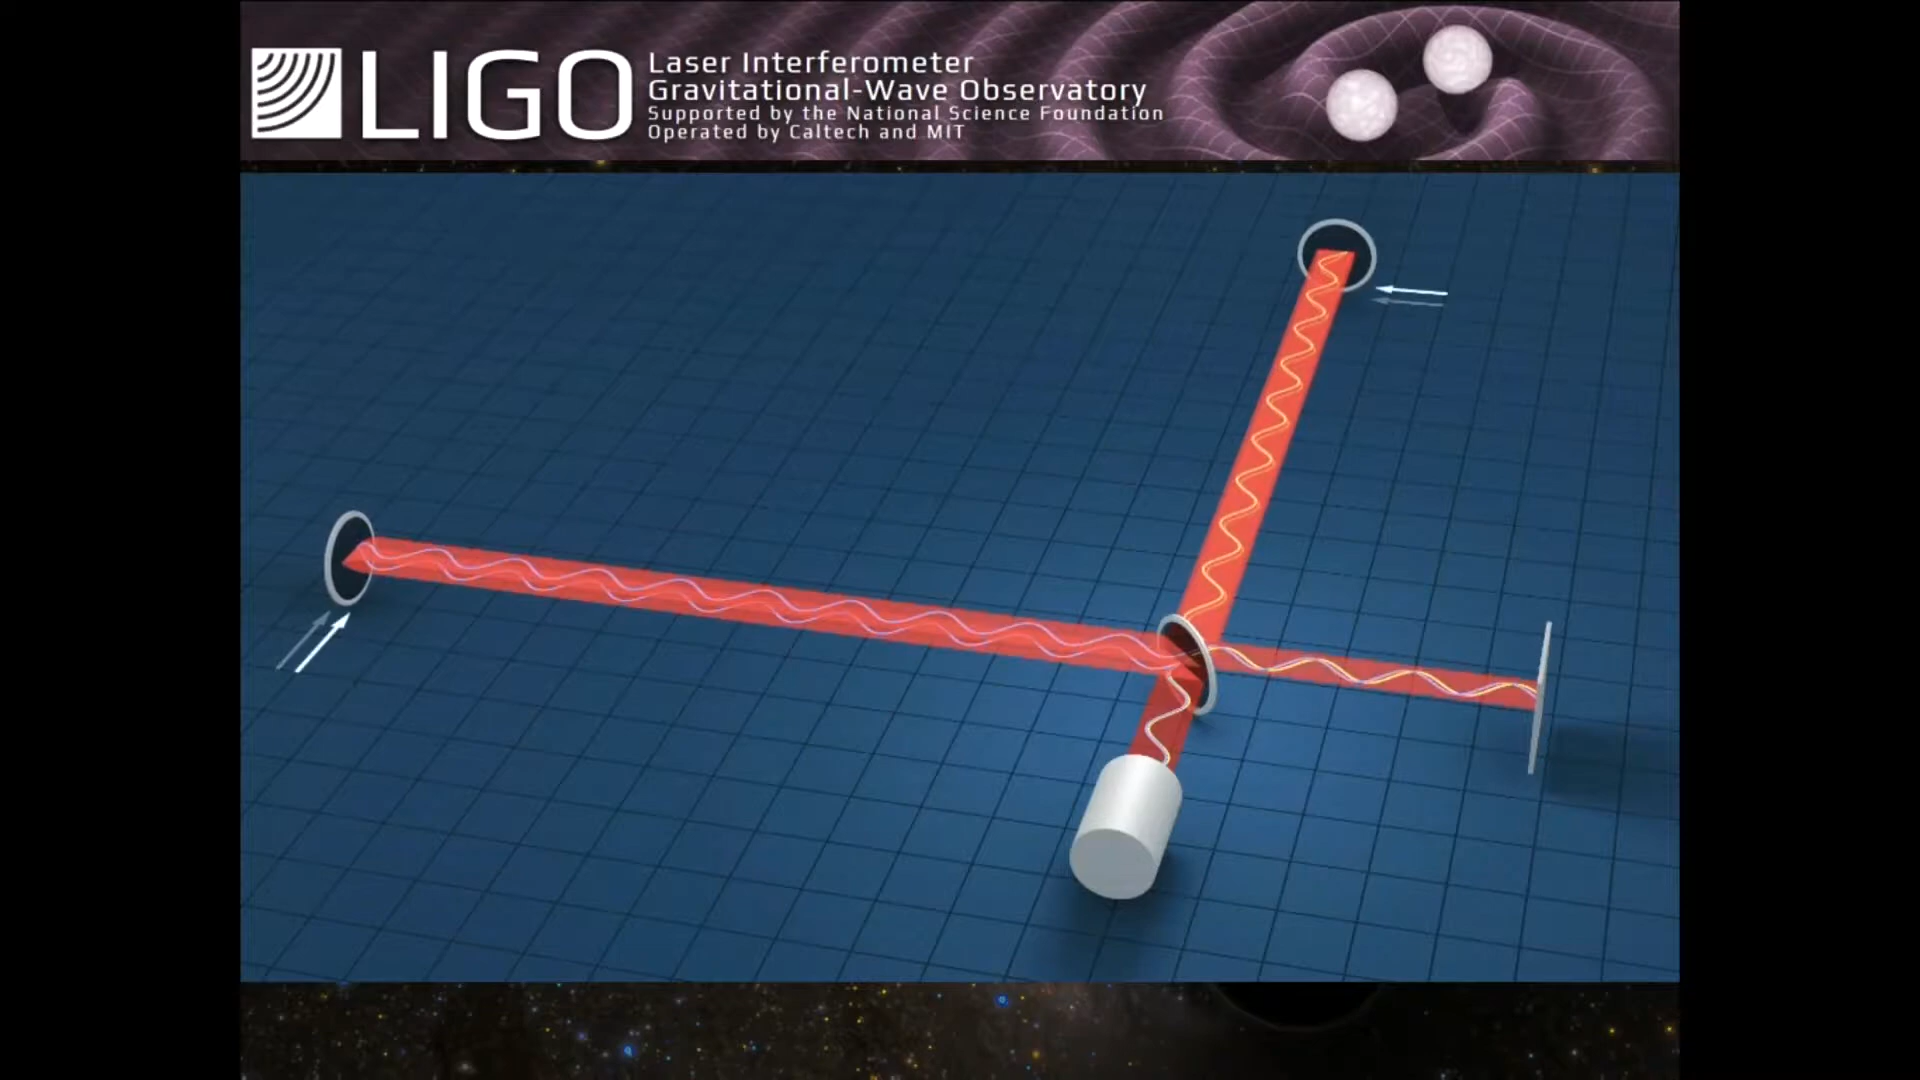 LIGO
Laser Interferometer
Gravitational-Wave Observatory
Supported by the National Science Foundation
Operated by Caltech and MIT